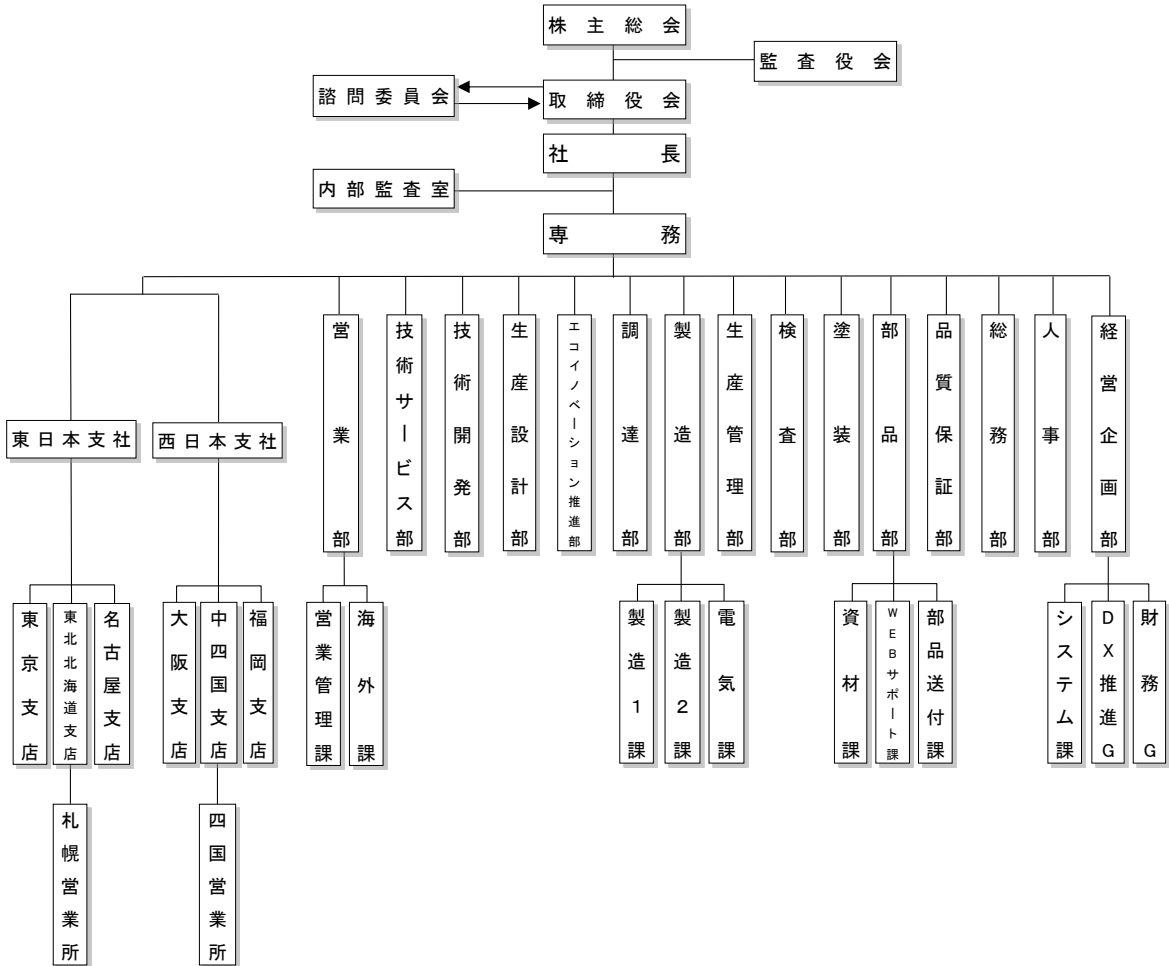 株主総会
監査役会
諮問委員会
取締役会
社長
内部監査室
専務
営業部
技術サービス部
技術開発部
生産設計部
エコイノベーション推進部
調達部
製造部
生産管理部
検査部
塗装部
部品部
品質保証部
総務部
人事部
経営企画部
東日本支社
西日本支社
東京支店
東北北海道支店
名古屋支店
大阪支店
中四国支店
福岡支店
営業管理課
海外課
製造1課
製造2課
電気課
資材課
WEBサポート課
部品送付課
システム課
DX推進G
財務G
札幌営業所
四国営業所